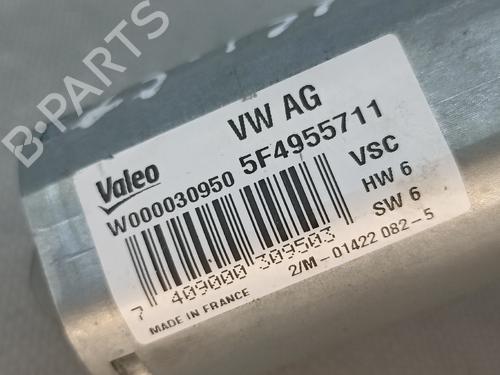 VW AG
Valeo
W000030950 5F4955711
VSC
HW 6
SW 6
7 409000 309503
2/M-01422 082-5
MADE IN FRANCE
B-PARTS